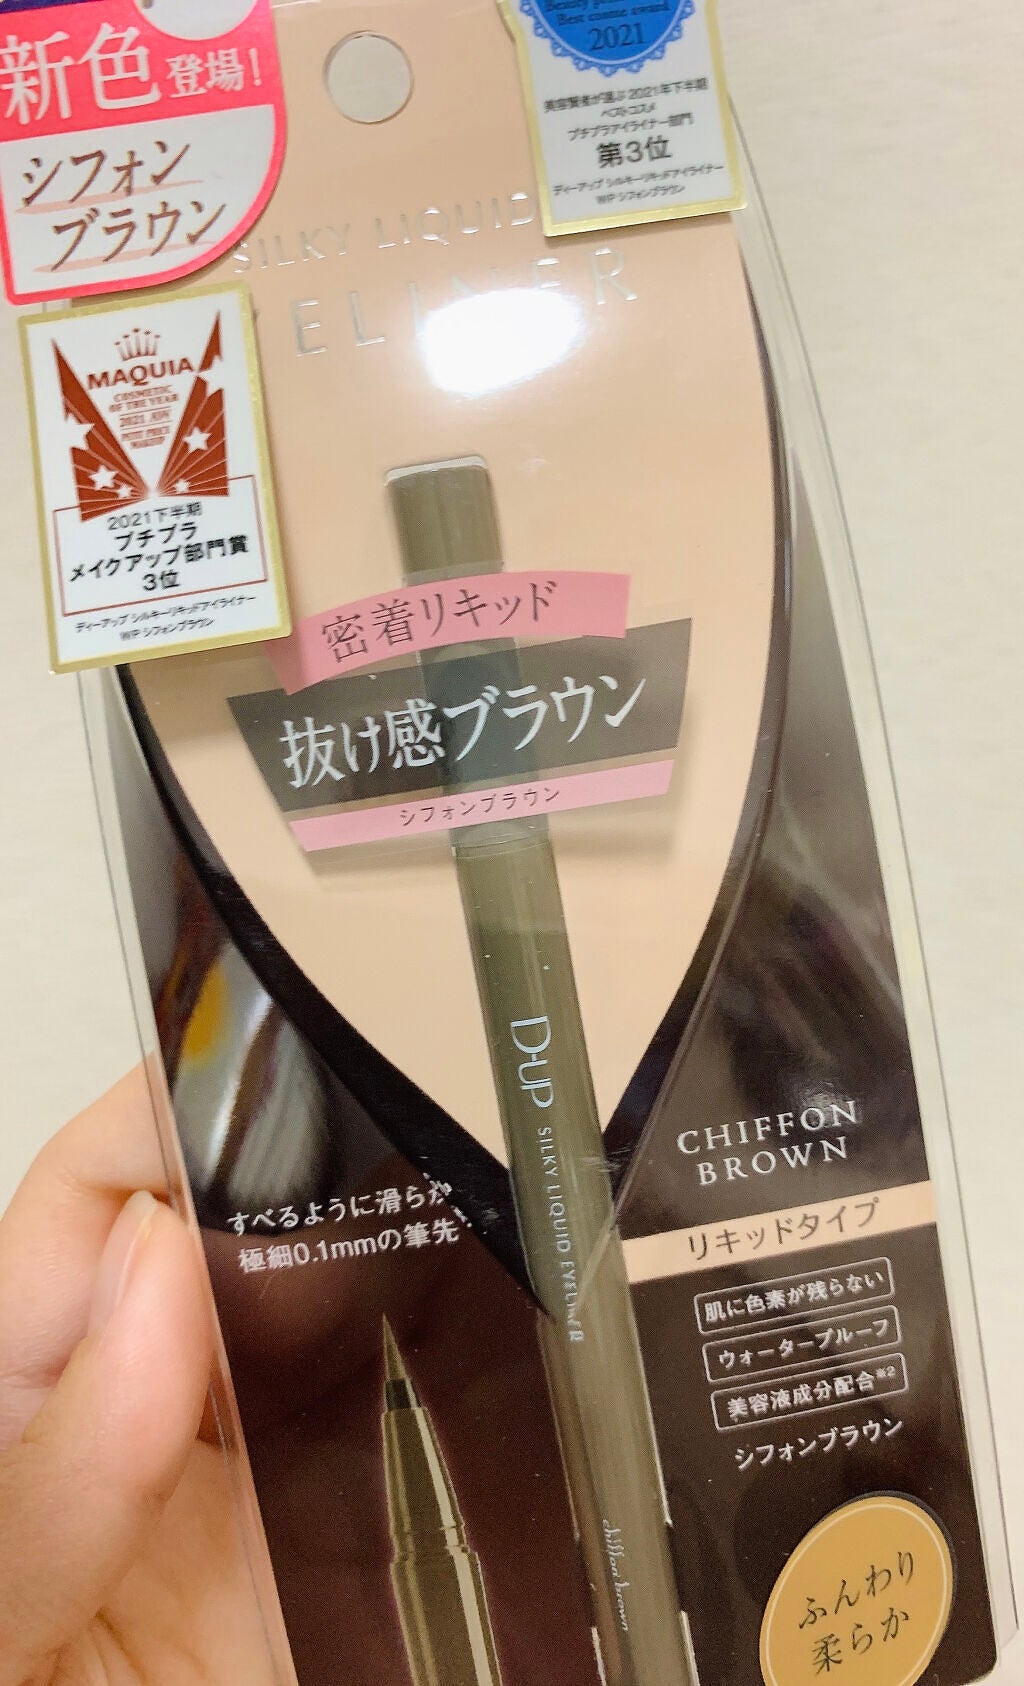 新色登場！
シフォン
ブラウン
Best cosme award
2021
美容賢者が選ぶ 2021年下半期
ベストコスメ
プチプラアイライナー部門
第3位
ディーアップ シルキーリキッドアイライナー
WP シフォンブラウン
SILKY LIQUID
EYELINER
MAQUIA
COSMETIC
OF THE YEAR
2021
2021下半期
プチプラ
メイクアップ部門賞
3位
ディーアップ シルキーリキッドアイライナー
WP シフォンブラウン
密着リキッド
抜け感ブラウン
シフォンブラウン
D-UP SILKY LIQUID EYELINER
chiffon brown
すべるように滑らか
極細0.1mmの筆先
CHIFFON
BROWN
リキッドタイプ
肌に色素が残らない
ウォータープルーフ
美容液成分配合※2
シフォンブラウン
ふんわり
柔らか